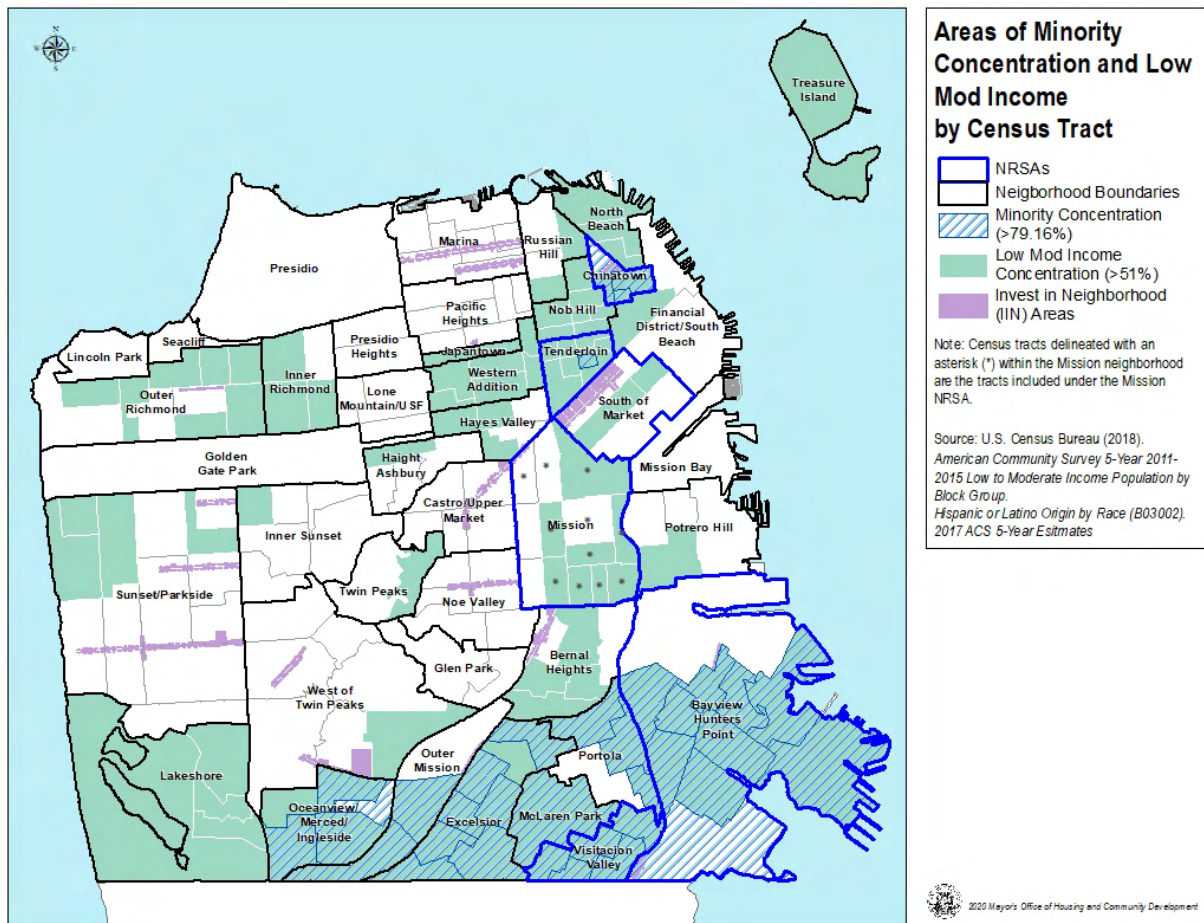 N
W
E
S
Treasure
Island
North
Beach
Marina
Russian
Hill
Presidio
Chinatown
Pacific
Heights
Nob Hill
Financial
District/South
Beach
Seacliff
Lincoln Park
Presidio
Heights
Japantown
Tenderloin
Inner
Richmond
Western
Addition
Outer
Richmond
Lone
Mountain/USF
South of
Market
Hayes Valley
Golden
Gate Park
Haight
Ashbury
Mission Bay
Castro/Upper
Market
Mission
Potrero Hill
Inner Sunset
Sunset/Parkside
Twin Peaks
Noe Valley
Glen Park
Bernal
Heights
West of
Twin Peaks
Bayview
Hunters
Point
Outer
Mission
Portola
Lakeshore
Oceanview/
Merced/
Ingleside
Excelsior
McLaren Park
Visitacion
Valley
Areas of Minority
Concentration and Low
Mod Income
by Census Tract
NRSAs
Neigborhood Boundaries
Minority Concentration
(>79.16%)
Low Mod Income
Concentration (>51%)
Invest in Neighborhood
(IIN) Areas
Note: Census tracts delineated with an
asterisk (*) within the Mission neighborhood
are the tracts included under the Mission
NRSA.
Source: U.S. Census Bureau (2018).
American Community Survey 5-Year 2011-
2015 Low to Moderate Income Population by
Block Group.
Hispanic or Latino Origin by Race (B03002).
2017 ACS 5-Year Esitmates
2020 Mayor's Office of Housing and Community Development